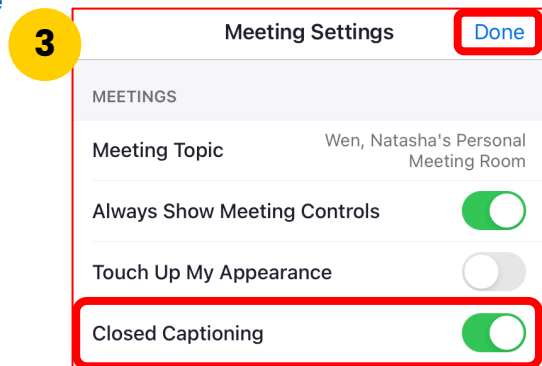 3
Meeting Settings Done
MEETINGS
Meeting Topic Wen, Natasha's Personal
Meeting Room
Always Show Meeting Controls
Touch Up My Appearance
Closed Captioning